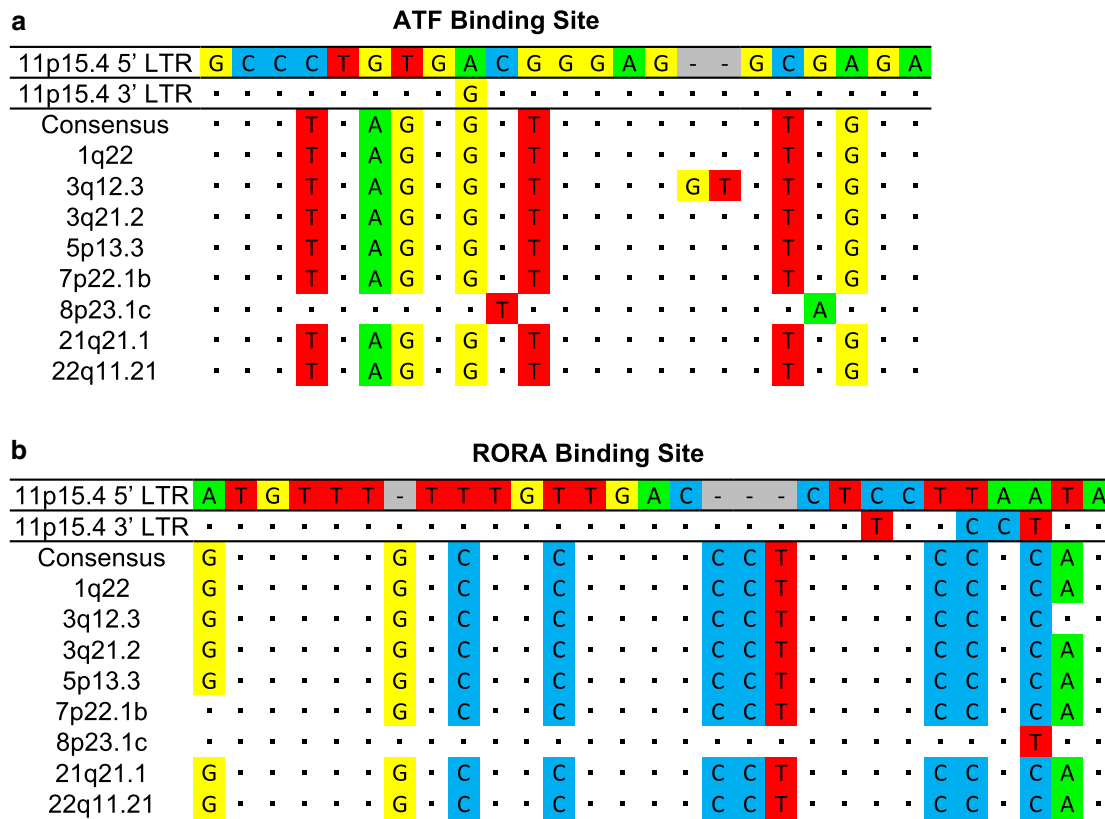 a
ATF Binding Site
11p15.4 5’ LTR G C C C T G T G A C G G G A G - - G C G A G A
11p15.4 3’ LTR · · · · · · · · G · · · · · · · · · · · · · ·
Consensus · · · T · A G · G · T · · · · · · · T · G · ·
1q22 · · · T · A G · G · T · · · · · · · T · G · ·
3q12.3 · · · T · A G · G · T · · · · G T · T · G · ·
3q21.2 · · · T · A G · G · T · · · · · · · T · G · ·
5p13.3 · · · T · A G · G · T · · · · · · · T · G · ·
7p22.1b · · · T · A G · G · T · · · · · · · T · G · ·
8p23.1c · · · · · · · · · T · · · · · · · · · A · · ·
21q21.1 · · · T · A G · G · T · · · · · · · T · G · ·
22q11.21 · · · T · A G · G · T · · · · · · · T · G · ·
b
RORA Binding Site
11p15.4 5’ LTR A T G T T T - T T T G T T G A C - - - C T C C T T A A T A
11p15.4 3’ LTR · · · · · · · · · · · · · · · · · · · · · T · · C C T · ·
Consensus G · · · · · G · C · · C · · · · C C T · · · · C C · C A ·
1q22 G · · · · · G · C · · C · · · · C C T · · · · C C · C A ·
3q12.3 G · · · · · G · C · · C · · · · C C T · · · · C C · C · ·
3q21.2 G · · · · · G · C · · C · · · · C C T · · · · C C · C A ·
5p13.3 G · · · · · G · C · · C · · · · C C T · · · · C C · C A ·
7p22.1b · · · · · · G · C · · C · · · · C C T · · · · C C · C A ·
8p23.1c · · · · · · · · · · · · · · · · · · · · · · · · · · T · ·
21q21.1 G · · · · · G · C · · C · · · · C C T · · · · C C · C A ·
22q11.21 G · · · · · G · C · · C · · · · C C T · · · · C C · C A ·